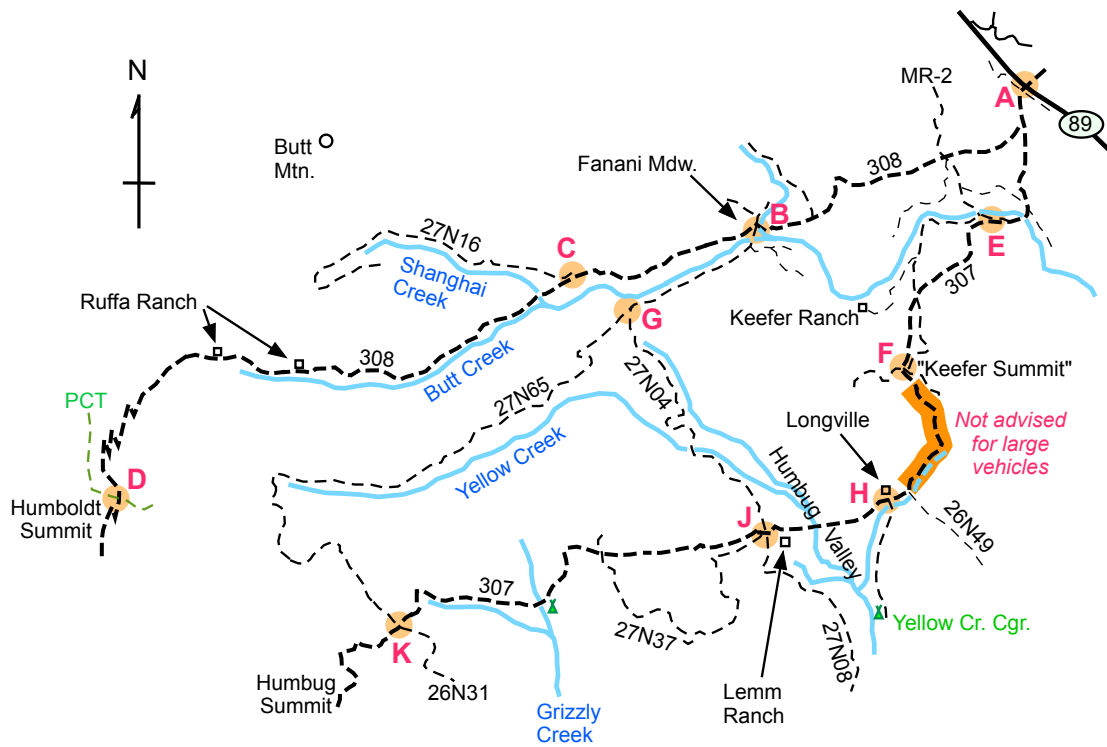 N
MR-2
A
89
Butt
Mtn.
Fanani Mdw.
308
B
27N16
C
E
Shanghai
Creek
307
Ruffa Ranch
G
Keefer Ranch
308
Butt Creek
F
"Keefer Summit"
27N04
27N65
PCT
Longville
Not advised
for large
vehicles
Yellow Creek
Humbug
Valley
D
H
Humboldt
Summit
J
26N49
307
Yellow Cr. Cgr.
27N37
27N08
K
Humbug
Summit
26N31
Lemm
Ranch
Grizzly
Creek